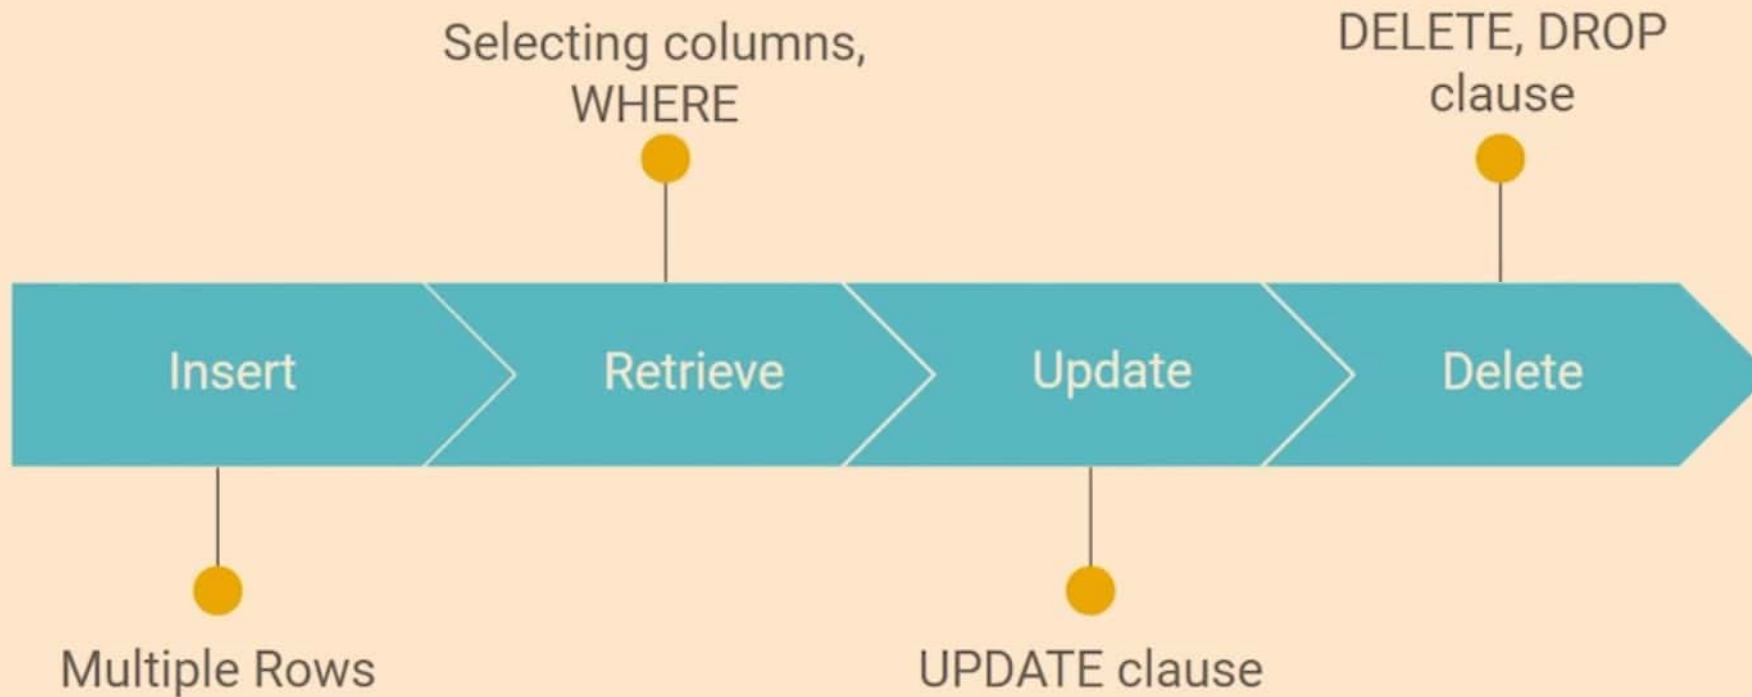 Selecting columns,
WHERE
DELETE, DROP
clause
Insert
Retrieve
Update
Delete
Multiple Rows
UPDATE clause